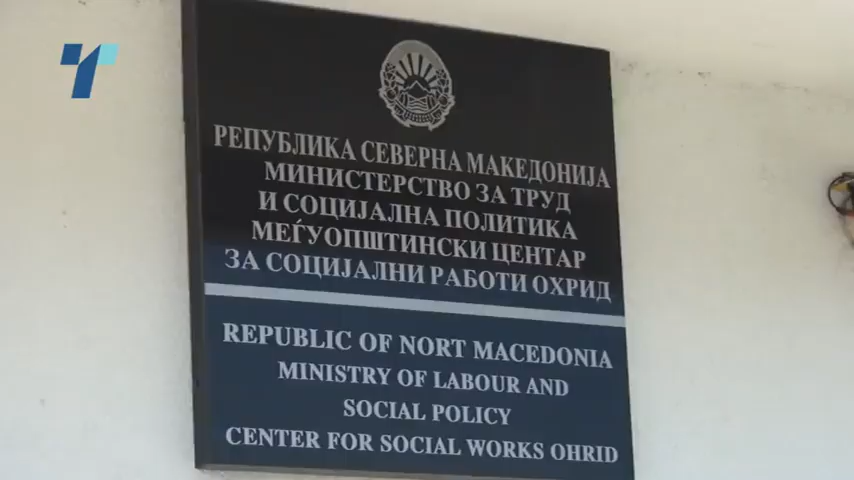 РЕПУБЛИКА СЕВЕРНА МАКЕДОНИЈА
МИНИСТЕРСТВО ЗА ТРУД
И СОЦИЈАЛНА ПОЛИТИКА
МЕЃУОПШТИНСКИ ЦЕНТАР
ЗА СОЦИЈАЛНИ РАБОТИ ОХРИД
REPUBLIC OF NORT MACEDONIA
MINISTRY OF LABOUR AND
SOCIAL POLICY
CENTER FOR SOCIAL WORKS OHRID